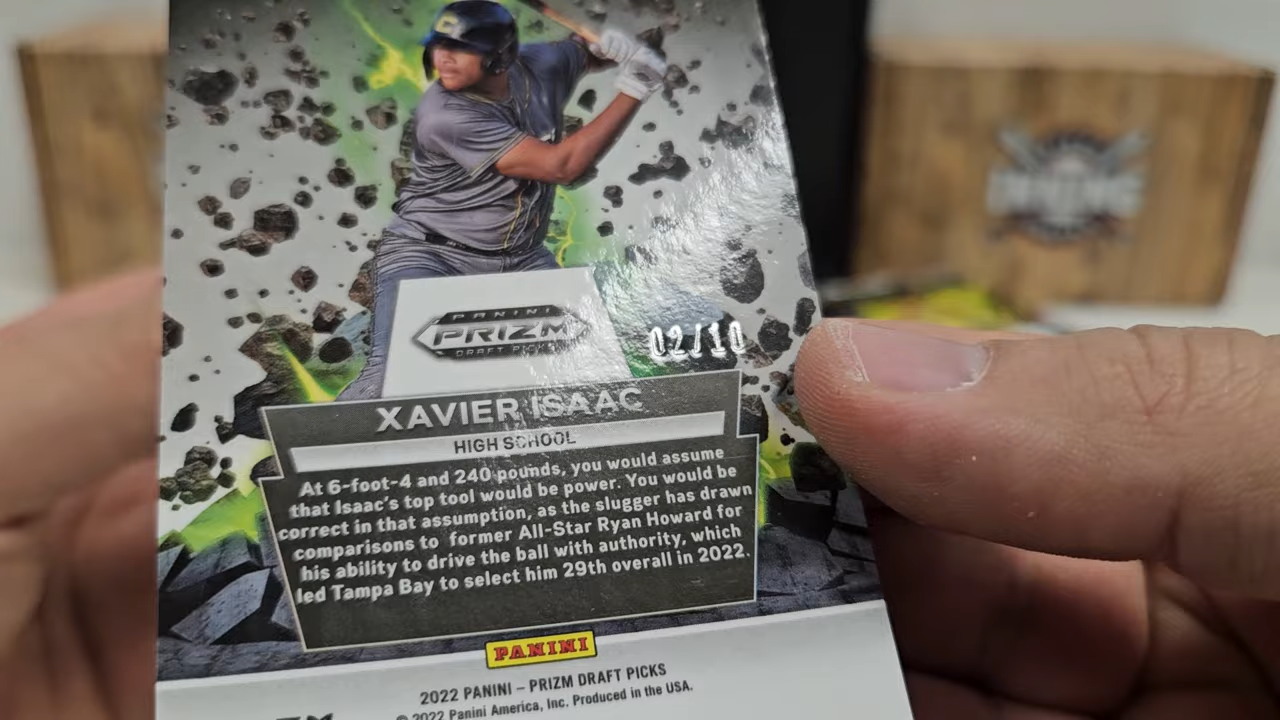 PANINI
PRIZM
DRAFT PICKS
02/10
XAVIER ISAAC
HIGH SCHOOL
At 6-foot-4 and 240 pounds, you would assume
that Isaac's top tool would be power. You would be
correct in that assumption, as the slugger has drawn
comparisons to former All-Star Ryan Howard for
his ability to drive the ball with authority, which
led Tampa Bay to select him 29th overall in 2022.
PANINI
2022 PANINI – PRIZM DRAFT PICKS
© 2022 Panini America, Inc. Produced in the USA.